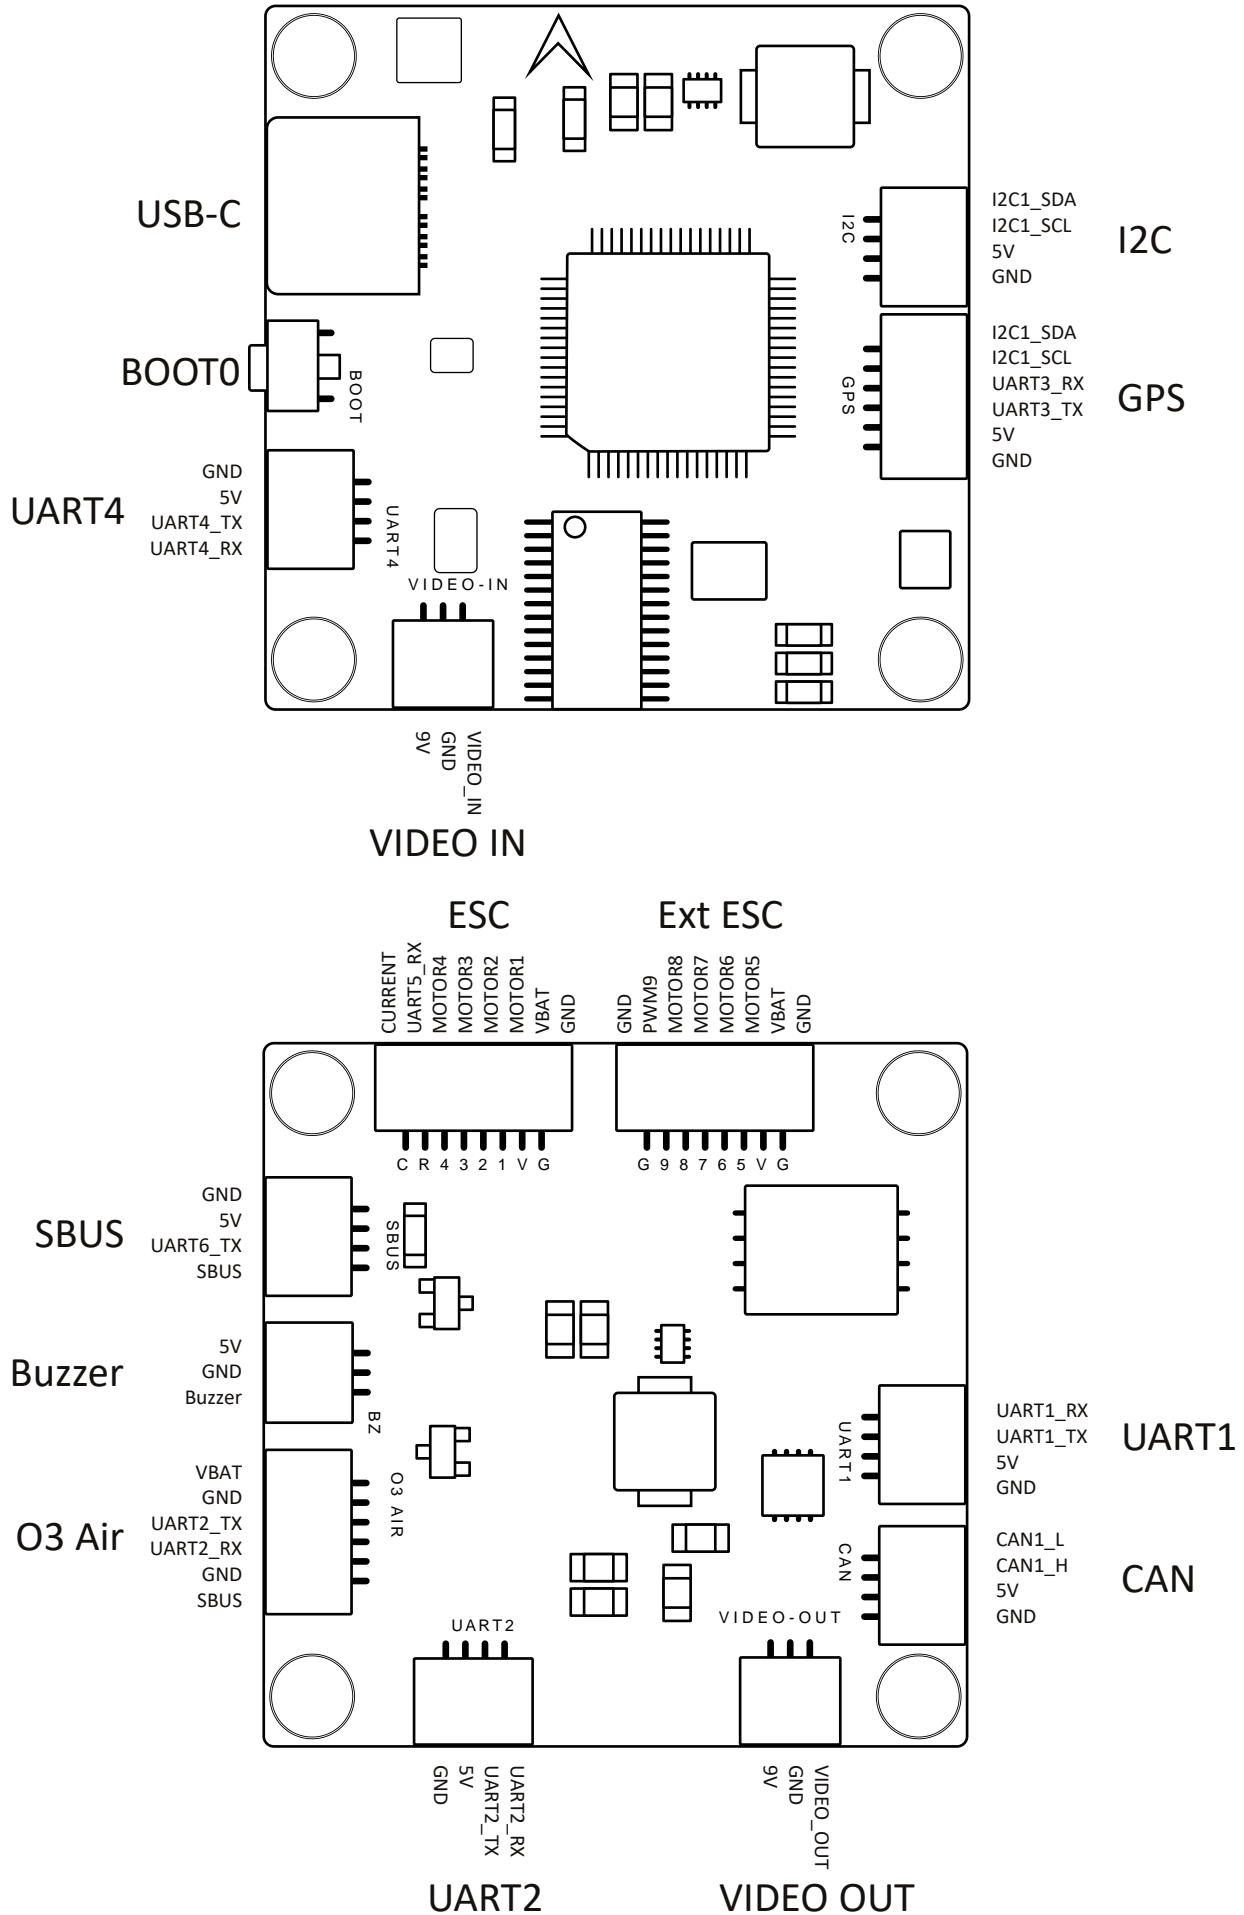 USB-C
BOOT0
BOOT
GND
5V
UART4_TX
UART4_RX
UART4
UART4
I2C
I2C1_SDA
I2C1_SCL
5V
GND
I2C
GPS
I2C1_SDA
I2C1_SCL
UART3_RX
UART3_TX
5V
GND
GPS
VIDEO-IN
9V
GND
VIDEO_IN
VIDEO IN
ESC
Ext ESC
CURRENT
UART5_RX
MOTOR4
MOTOR3
MOTOR2
MOTOR1
VBAT
GND
GND
PWM9
MOTOR8
MOTOR7
MOTOR6
MOTOR5
VBAT
GND
C R 4 3 2 1 V G
G 9 8 7 6 5 V G
GND
5V
UART6_TX
SBUS
SBUS
SBUS
5V
GND
Buzzer
Buzzer
BZ
VBAT
GND
UART2_TX
UART2_RX
GND
SBUS
O3 Air
O3 AIR
UART1
UART1_RX
UART1_TX
5V
GND
UART1
CAN
CAN1_L
CAN1_H
5V
GND
CAN
UART2
VIDEO-OUT
GND
5V
UART2_TX
UART2_RX
9V
GND
VIDEO_OUT
UART2
VIDEO OUT